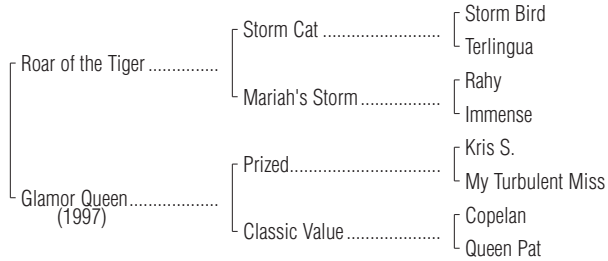 Storm Bird
Storm Cat ..............................
Terlingua
Roar of the Tiger ..................
Rahy
Mariah's Storm .....................
Immense
Kris S.
Prized.......................................
My Turbulent Miss
Glamor Queen.......................
(1997)
Copelan
Classic Value ........................
Queen Pat